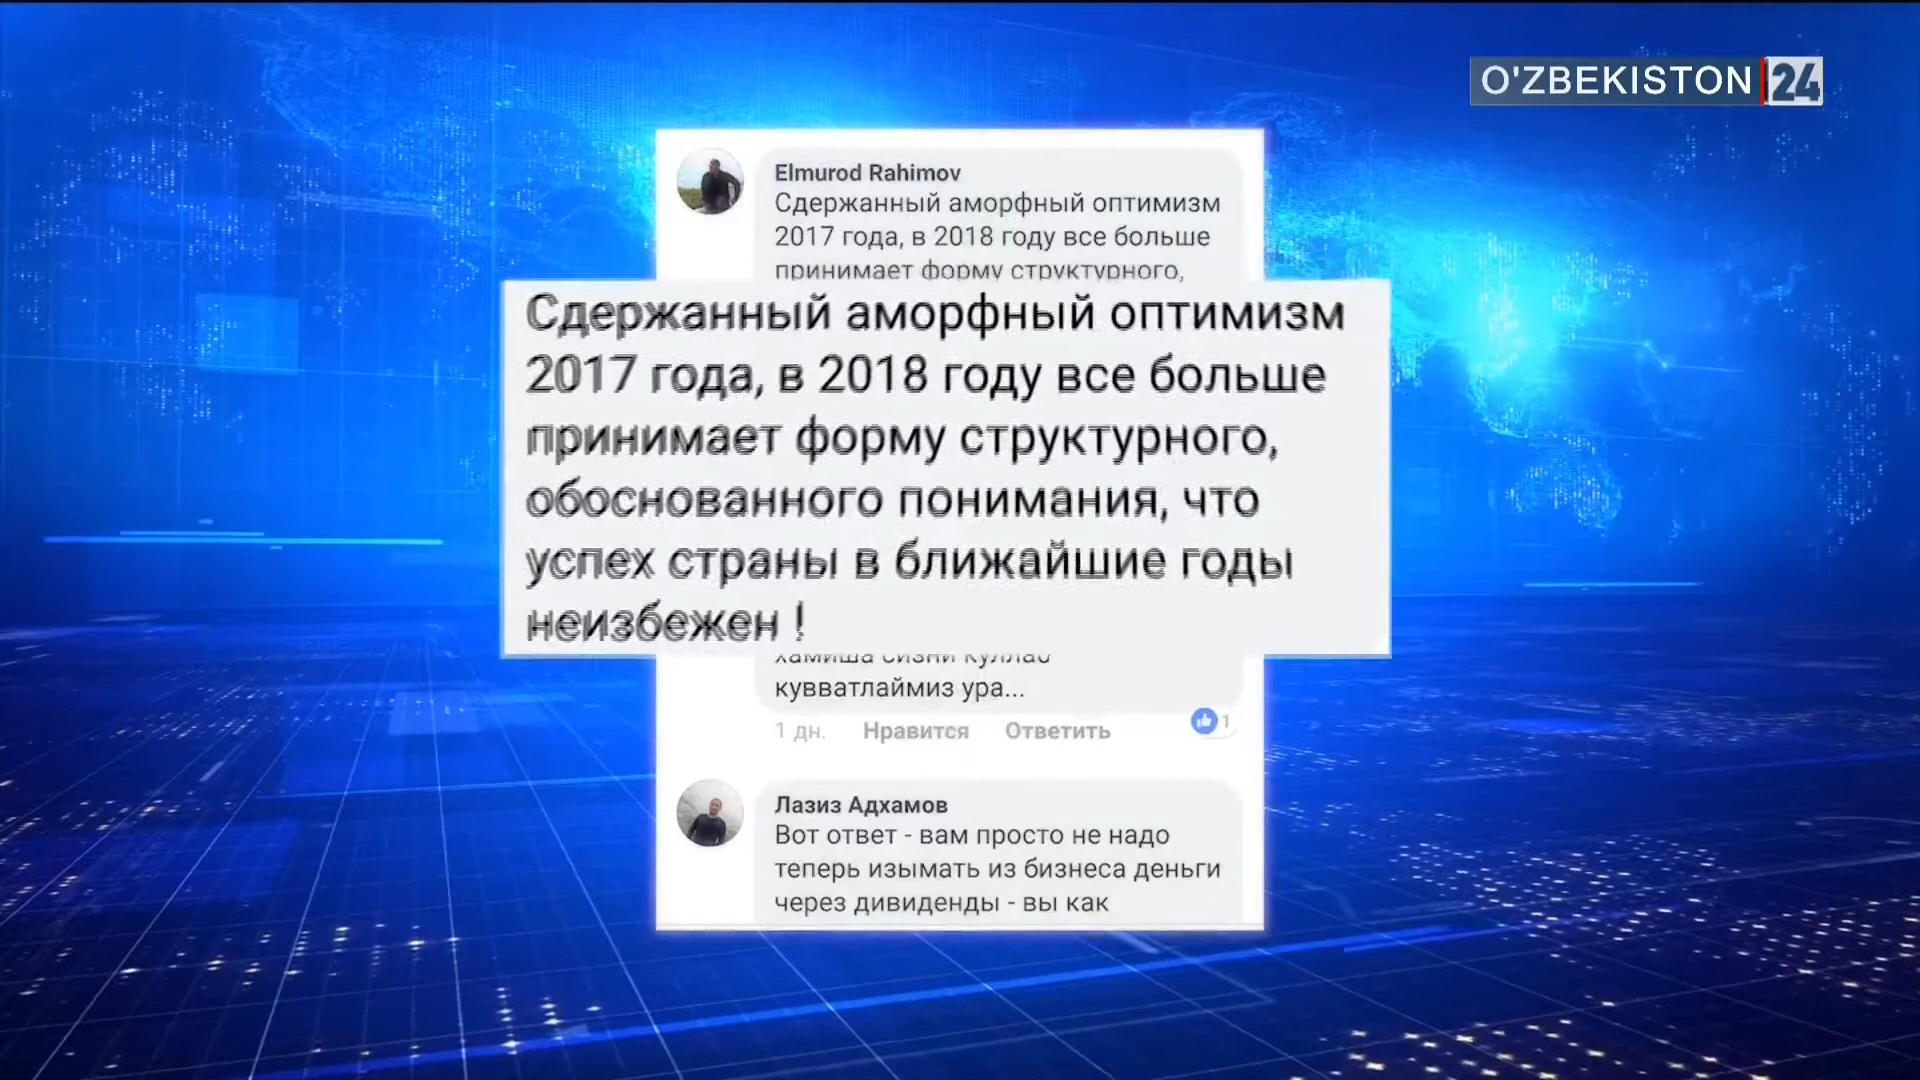 O'ZBEKISTON 24
Elmurod Rahimov
Сдержанный аморфный оптимизм
2017 года, в 2018 году все больше
принимает форму структурного,
Сдержанный аморфный оптимизм
2017 года, в 2018 году все больше
принимает форму структурного,
обоснованного понимания, что
успех страны в ближайшие годы
неизбежен !
хамиша сизни куллаб
кувватлаймиз ура...
1 дн. Нравится Ответить 1
Лазиз Адхамов
Вот ответ - вам просто не надо
теперь изымать из бизнеса деньги
через дивиденды - вы как